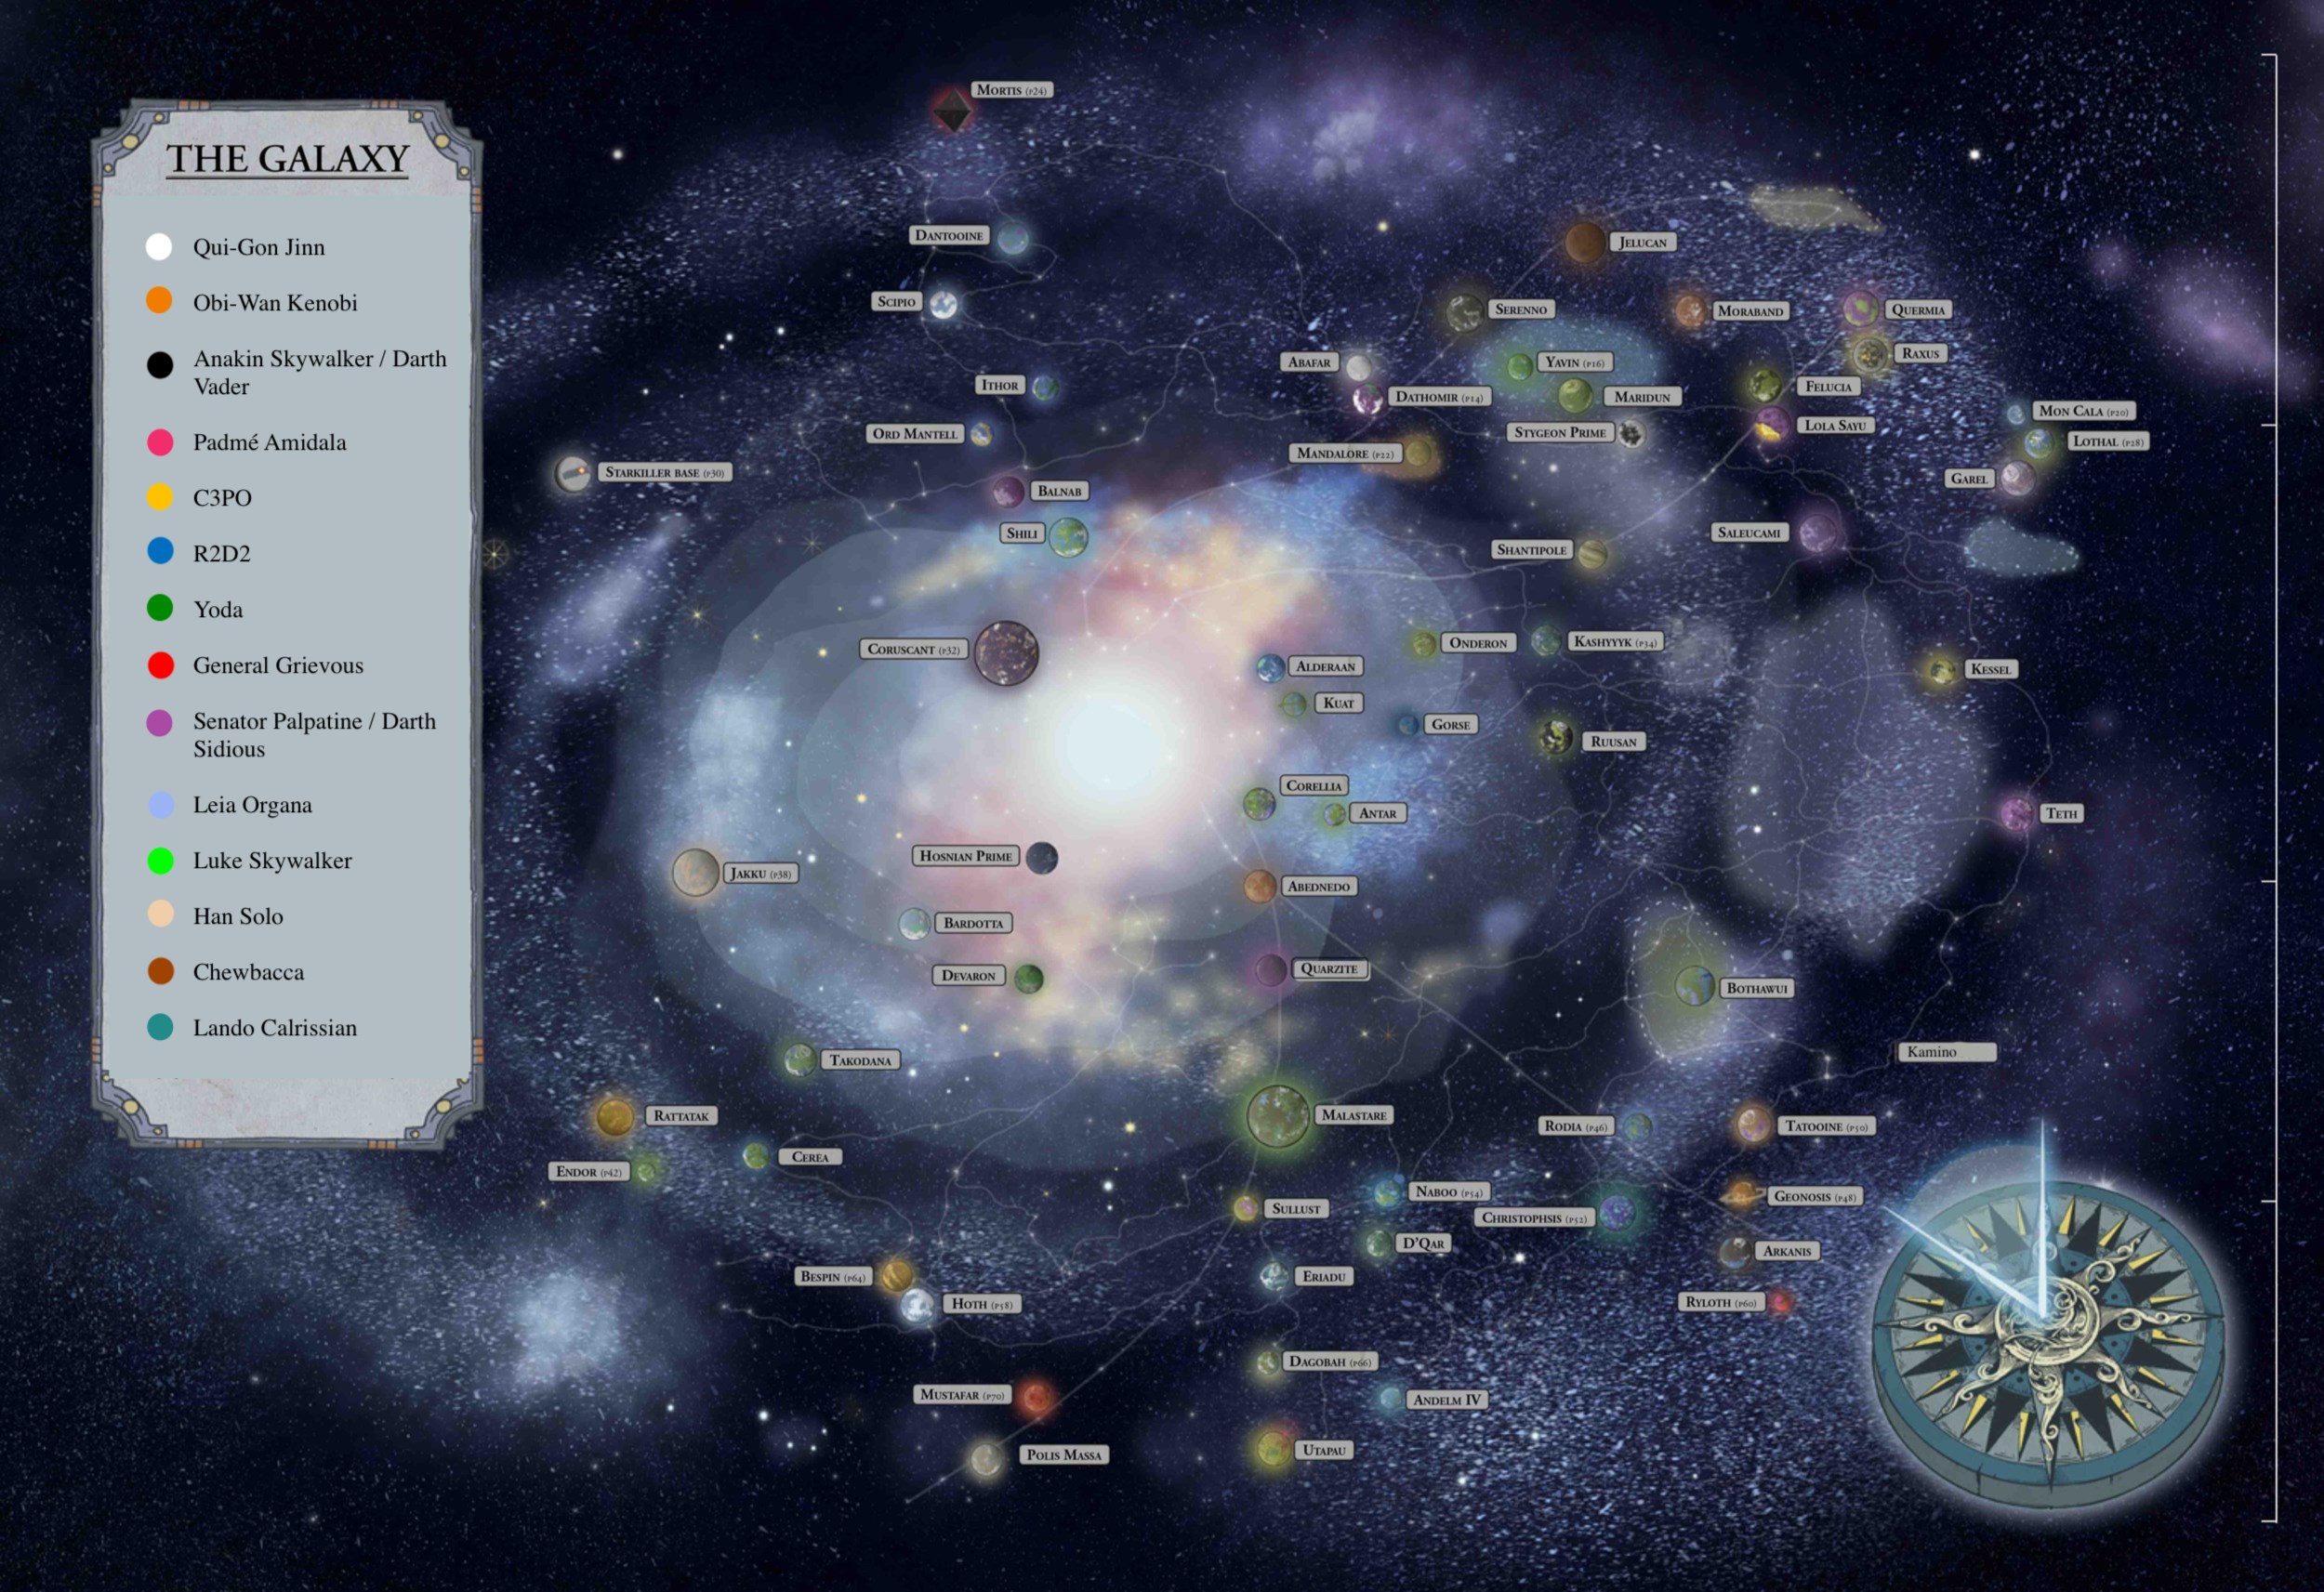 THE GALAXY
Qui-Gon Jinn
Obi-Wan Kenobi
Anakin Skywalker / Darth
Vader
Padmé Amidala
C3PO
R2D2
Yoda
General Grievous
Senator Palpatine / Darth
Sidious
Leia Organa
Luke Skywalker
Han Solo
Chewbacca
Lando Calrissian
MORTIS (P24)
DANTOOINE
JELUCAN
SCIPIO
SERENNO
MORABAND
QUERMIA
RAXUS
ABAFAR
YAVIN (P16)
ITHOR
DATHOMIR (P14)
MARIDUN
FELUCIA
MON CALA (P20)
LOLA SAYU
ORD MANTELL
STYGEON PRIME
LOTHAL (P28)
MANDALORE (P22)
STARKILLER BASE (P30)
GAREL
BALNAB
SHILI
SALEUCAMI
SHANTIPOLE
CORUSCANT (P32)
ONDERON
KASHYYYK (P34)
ALDERAAN
KESSEL
KUAT
GORSE
RUUSAN
CORELLIA
ANTAR
TETH
HOSNIAN PRIME
JAKKU (P38)
ABEDNEDO
BARDOTTA
QUARZITE
DEVARON
BOTHAWUI
Kamino
TAKODANA
RATTATAK
MALASTARE
RODIA (P46)
TATOOINE (P50)
CEREA
ENDOR (P42)
NABOO (P54)
GEONOSIS (P48)
SULLUST
CHRISTOPHSIS (P52)
D'QAR
ARKANIS
BESPIN (P64)
ERIADU
HOTH (P58)
RYLOTH (P60)
DAGOBAH (P66)
MUSTAFAR (P70)
ANDELM IV
UTAPAU
POLIS MASSA